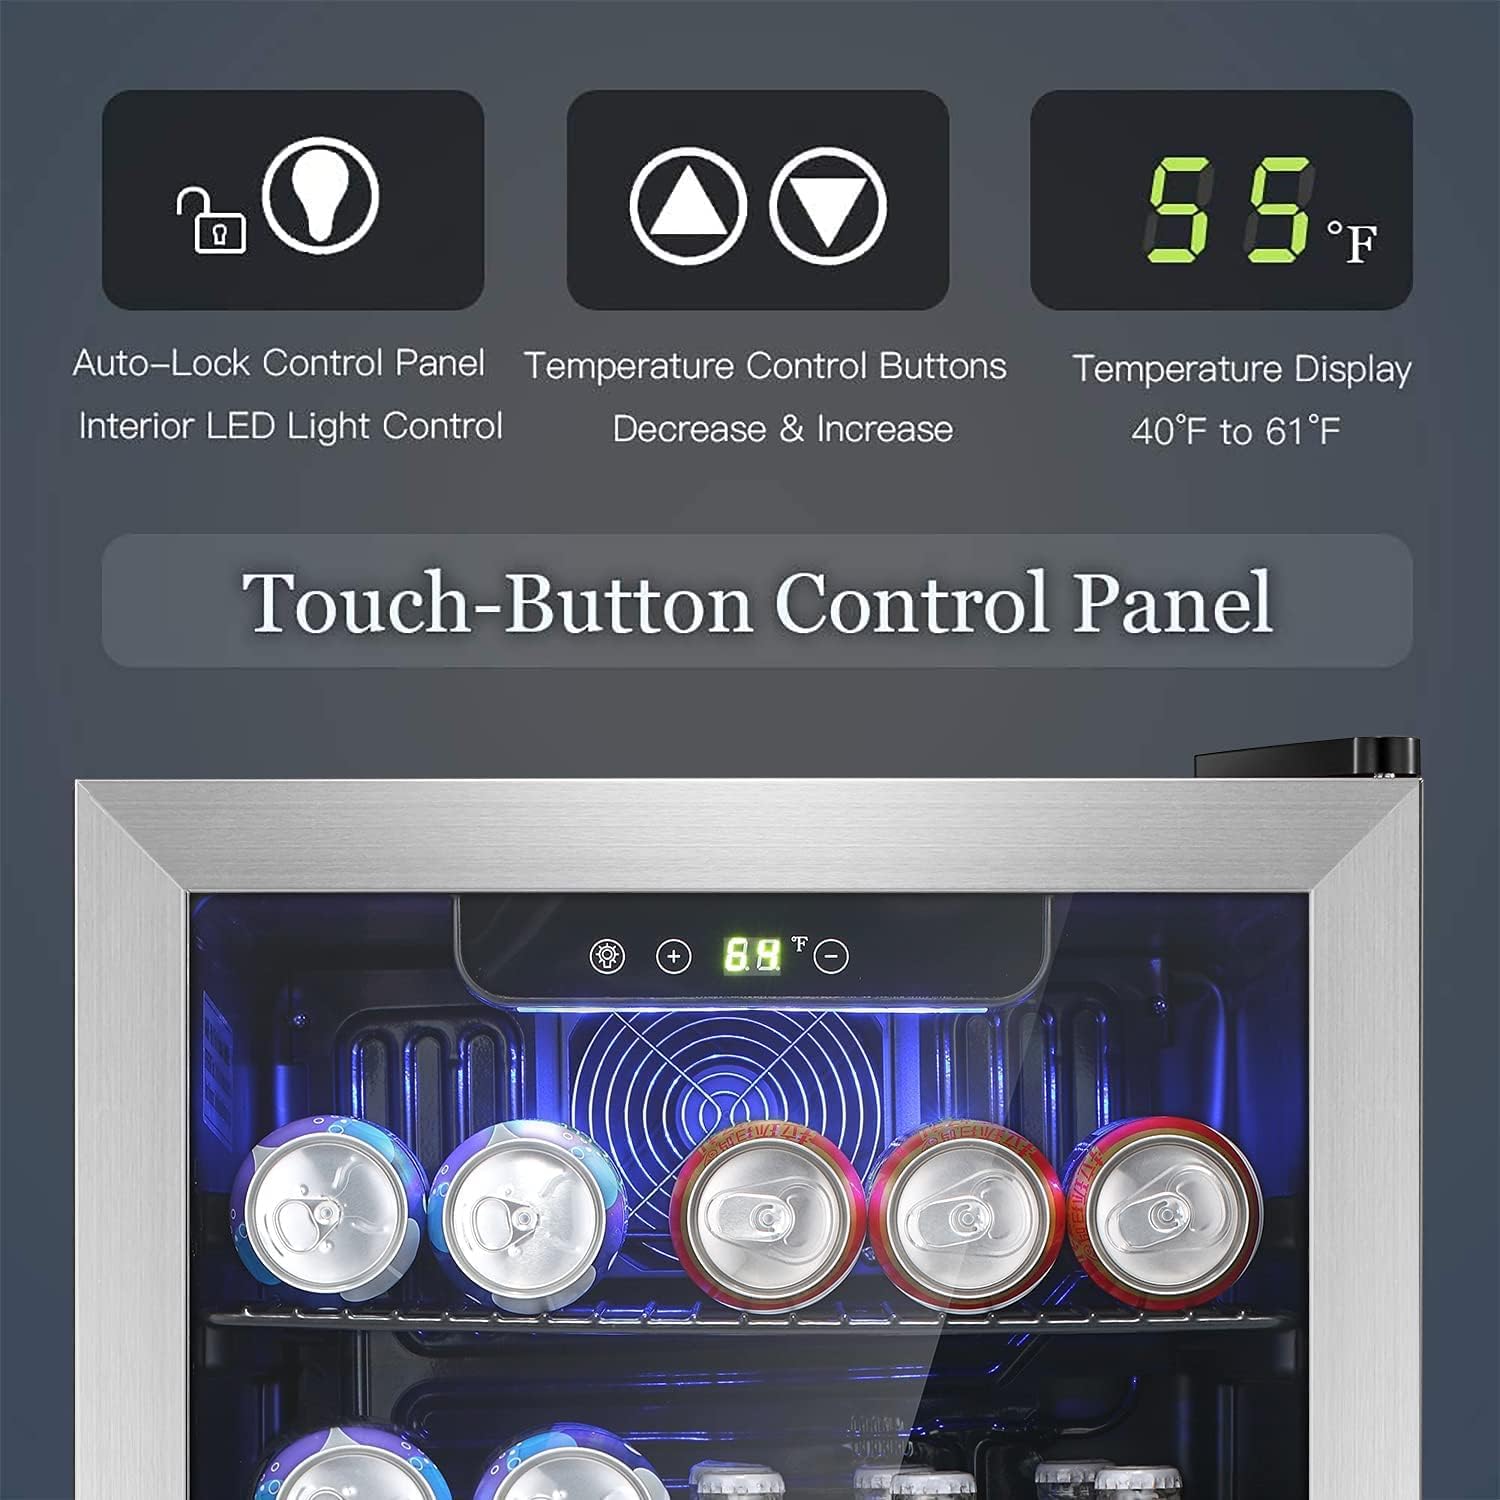 55 °F
Auto-Lock Control Panel
Interior LED Light Control
Temperature Control Buttons
Decrease & Increase
Temperature Display
40°F to 61°F
Touch-Button Control Panel
+ 64 °F −